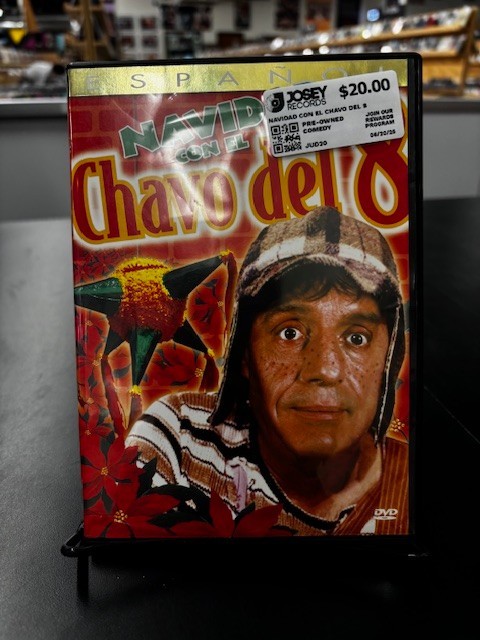 ESPAÑOL
JOSEY
RECORDS
$20.00
NAVIDAD CON EL CHAVO DEL 8
PRE-OWNED
COMEDY
JUD20
JOIN OUR
REWARDS
PROGRAM
NAVID
CON EL
Chavo del 8
DVD